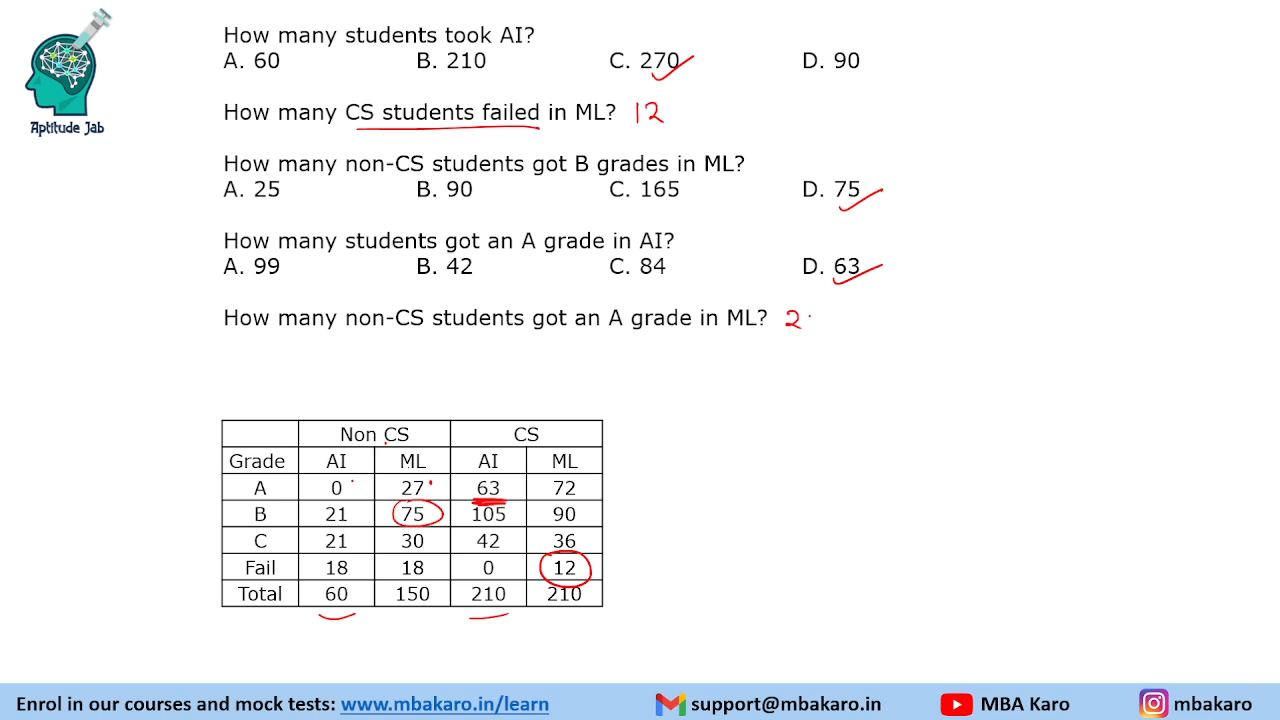 How many students took AI?
A. 60 B. 210 C. 270 D. 90
How many CS students failed in ML? 12
How many non-CS students got B grades in ML?
A. 25 B. 90 C. 165 D. 75
How many students got an A grade in AI?
A. 99 B. 42 C. 84 D. 63
How many non-CS students got an A grade in ML? 2
Aptitude Jab
Non CS CS
Grade AI ML AI ML
A 0 27 63 72
B 21 75 105 90
C 21 30 42 36
Fail 18 18 0 12
Total 60 150 210 210
Enrol in our courses and mock tests: www.mbakaro.in/learn support@mbakaro.in MBA Karo mbakaro